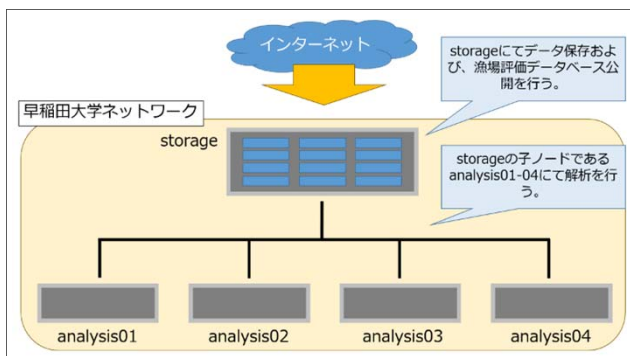 インターネット
storageにてデータ保存およ
び、漁場評価データベース公
開を行う。
早稲田大学ネットワーク
storage
storageの子ノードである
analysis01-04にて解析を行
う。
analysis01
analysis02
analysis03
analysis04